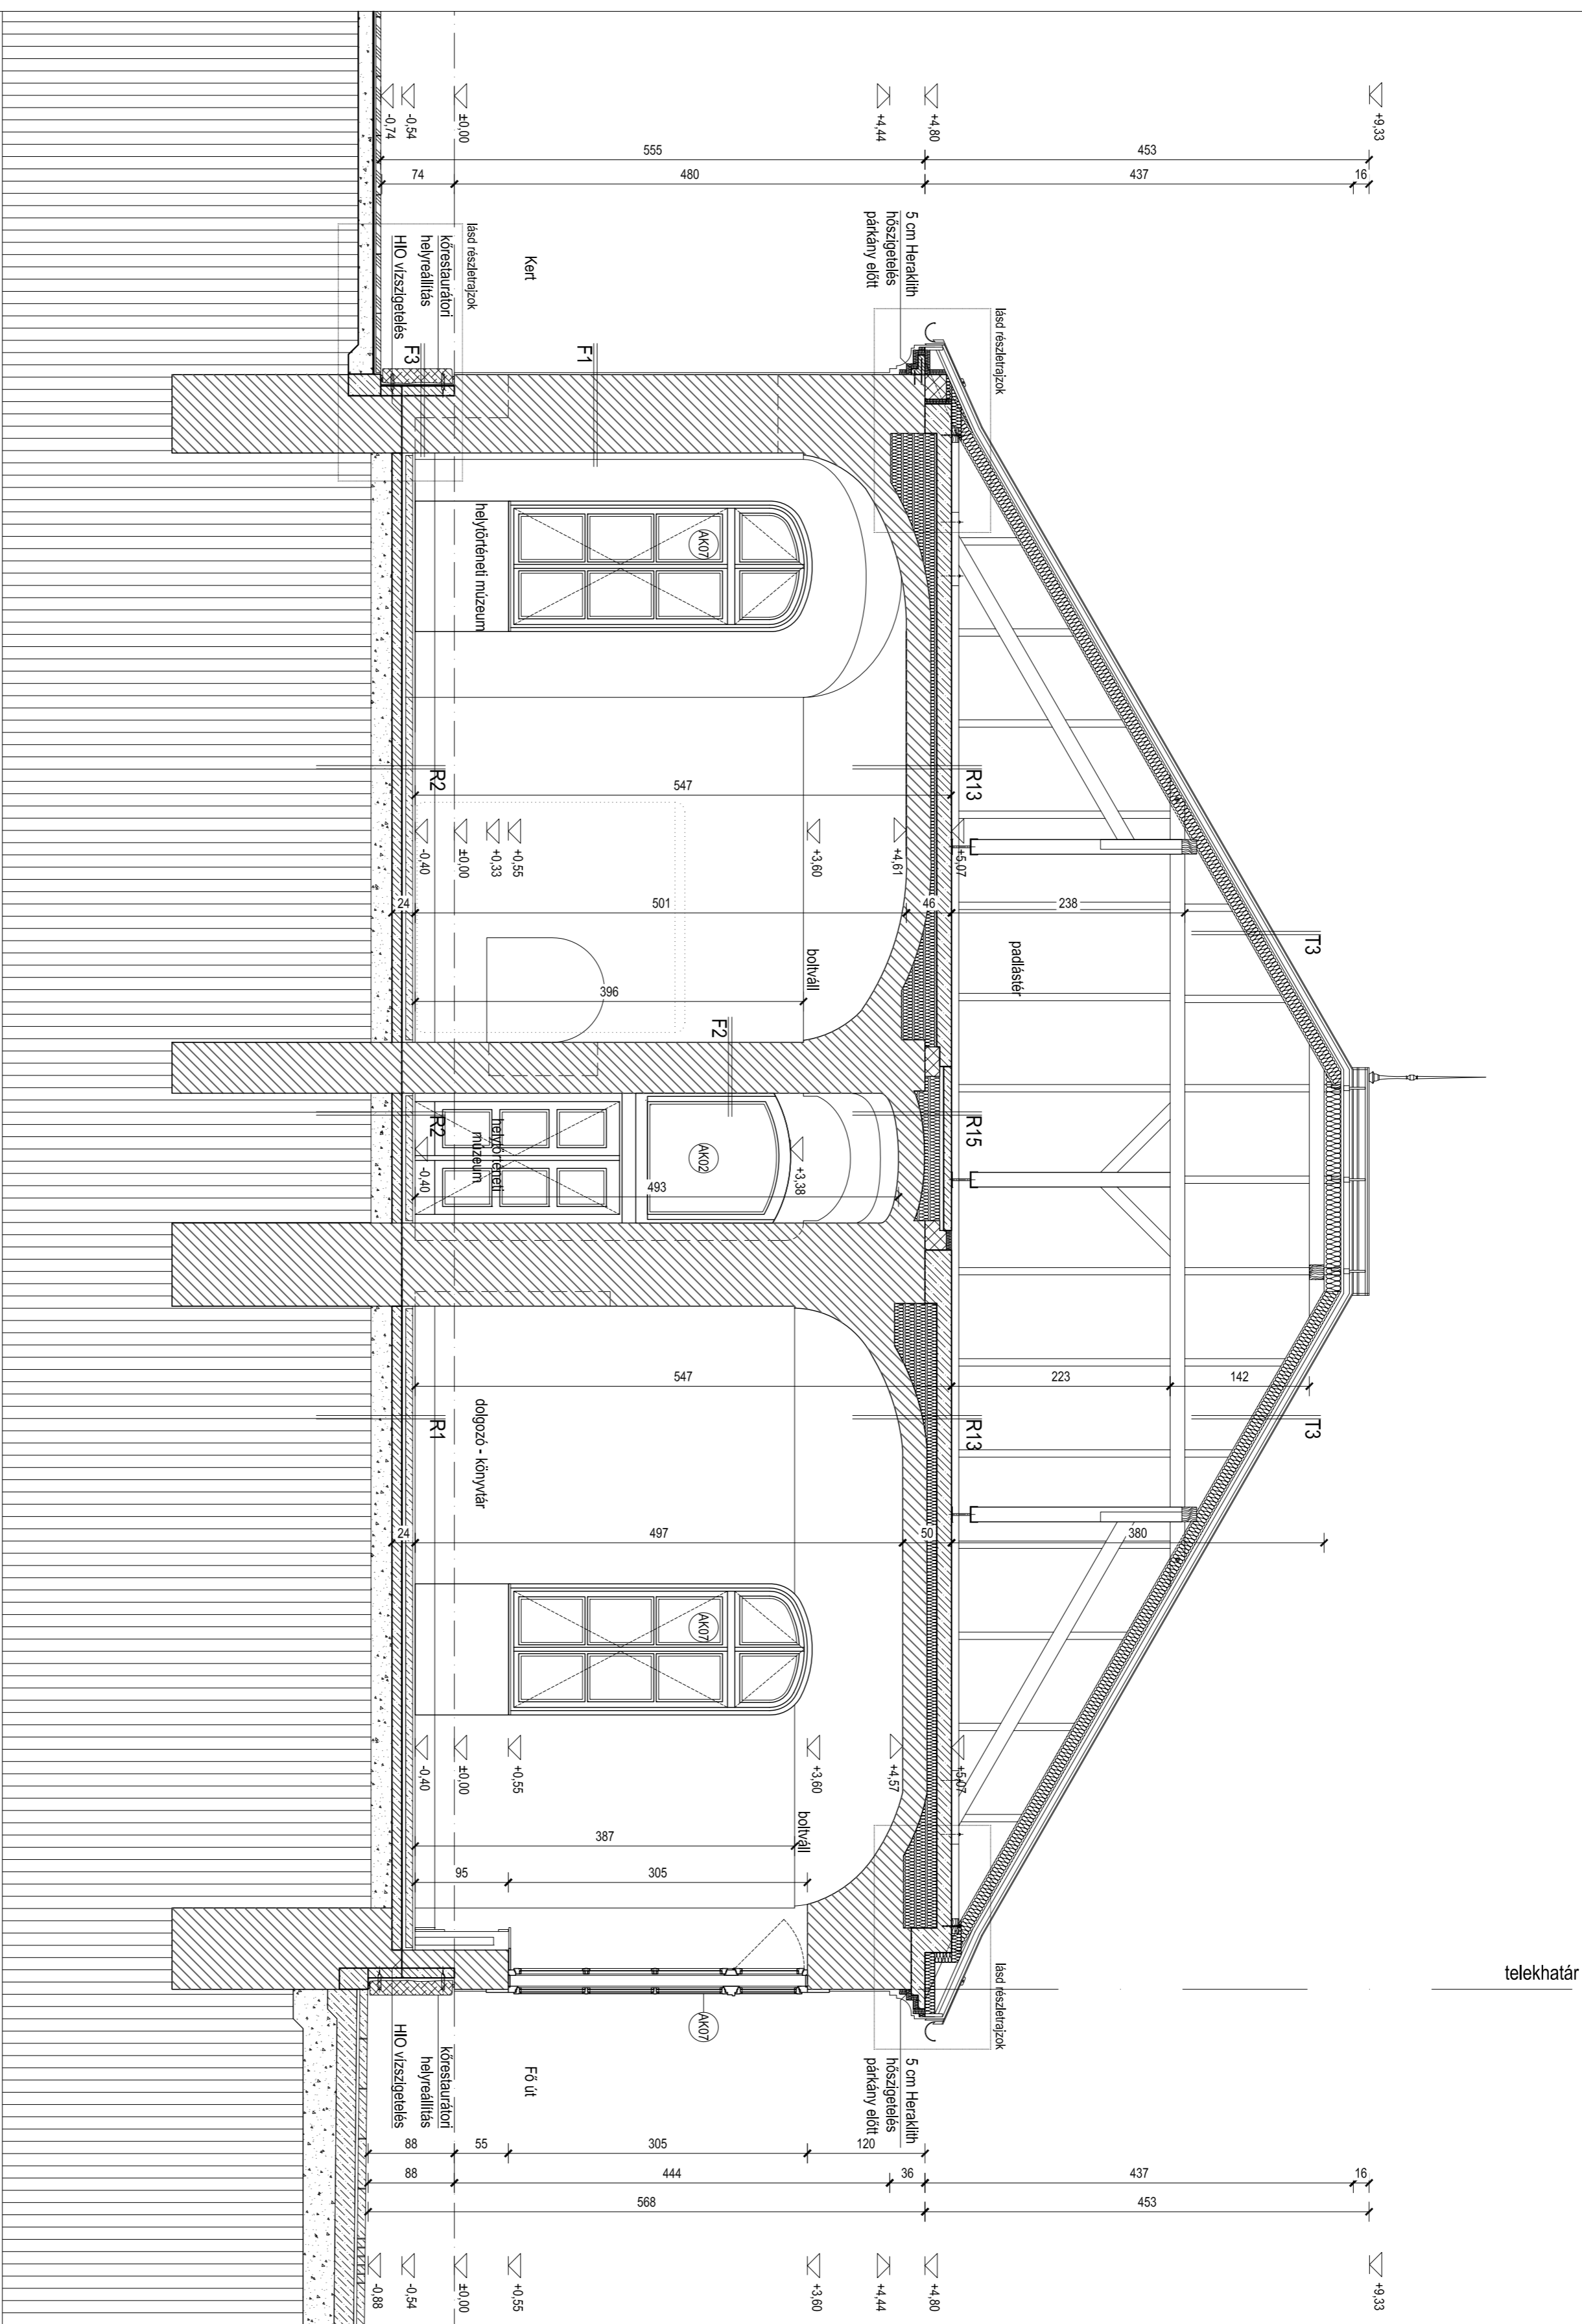 telekhatár
+9,33
+4,80
+4,44
±0,00
-0,54
-0,74
453
555
437
16
480
74
5 cm Heraklith
hőszigetelés
párkány előtt
lásd részletrajzok
Kert
lásd részletrajzok
kőrestaurátori
helyreállítás
HIO vízszigetelés
F1
F3
AK07
helytörténeti múzeum
R13
R2
547
+5,07
+4,61
+3,60
+0,55
+0,33
±0,00
-0,40
238
46
501
24
T3
padlástér
boltváll
396
F2
R15
R2
AK02
+3,38
helytörténeti
múzeum
-0,40
493
142
223
547
T3
R13
R1
dolgozó - könyvtár
380
50
497
24
AK07
+5,07
+4,57
+3,60
+0,55
±0,00
-0,40
boltváll
387
305
95
lásd részletrajzok
AK07
5 cm Heraklith
hőszigetelés
párkány előtt
Fő út
kőrestaurátori
helyreállítás
HIO vízszigetelés
120
305
55
88
16
437
36
444
88
453
568
+9,33
+4,80
+4,44
+3,60
+0,55
±0,00
-0,54
-0,88